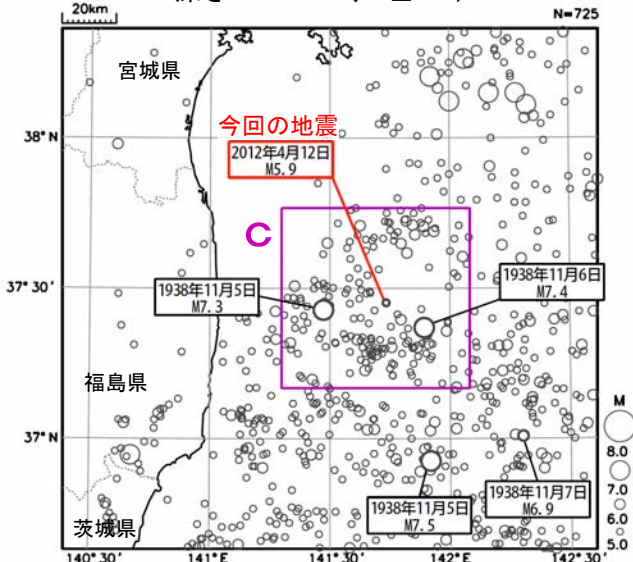 20km
N=725
宮城県
38°N
今回の地震
2012年4月12日
M5.9
C
37°30'
1938年11月5日
M7.3
1938年11月6日
M7.4
福島県
37°N
M
8.0
7.0
6.0
5.0
1938年11月7日
M6.9
1938年11月5日
M7.5
茨城県
140°30'
141°E
141°30'
142°E
142°30'